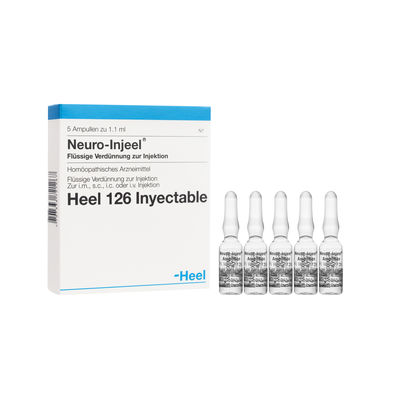 5 Ampullen zu 1.1 ml
N1
Neuro-Injeel®
Flüssige Verdünnung zur Injektion
Homöopathisches Arzneimittel
Flüssige Verdünnung zur Injektion
Zur i.m., s.c., i.c. oder i.v. Injektion
Heel 126 Inyectable
-Heel